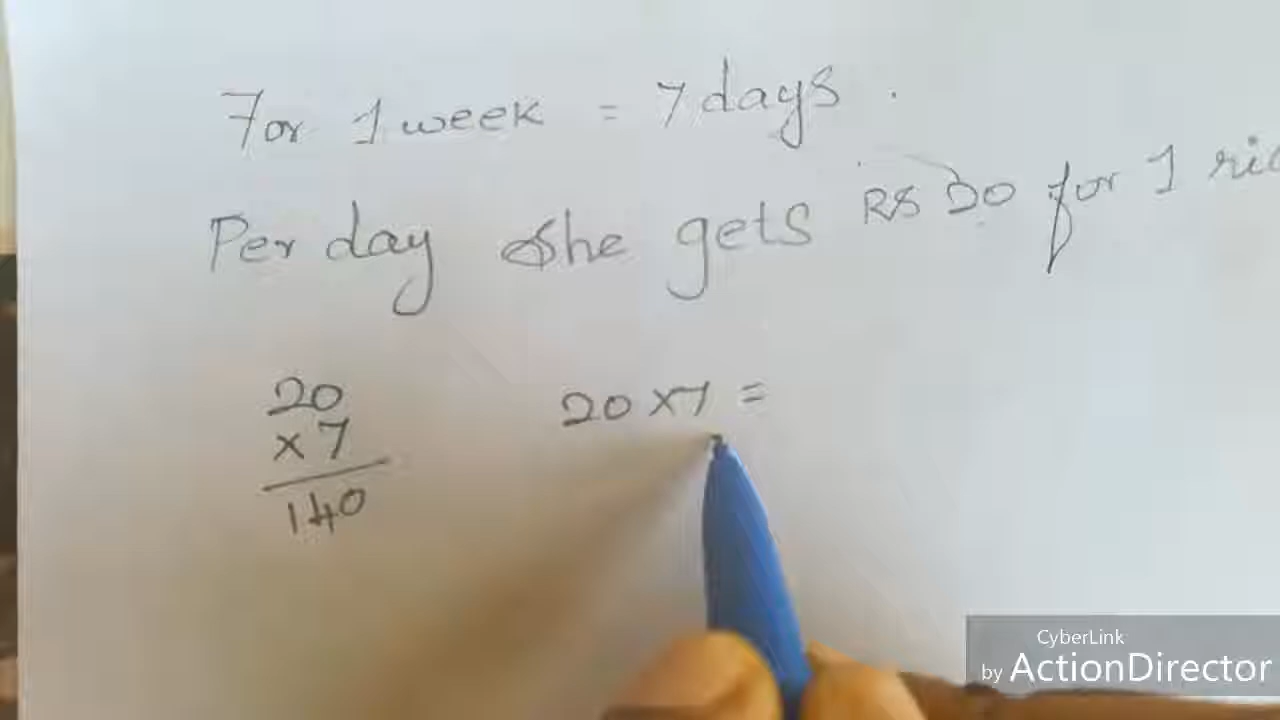 For 1 week = 7 days.
Per day she gets RS 20 for 1
20
x 7
140
20 x 7 =
CyberLink
by ActionDirector